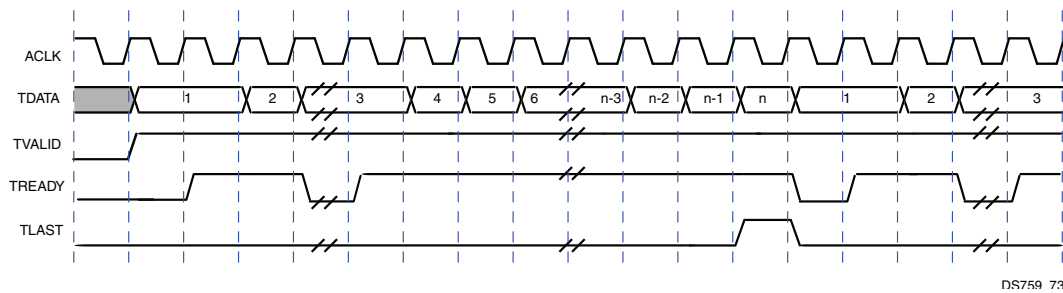 ACLK
TDATA 1 2 3 4 5 6 n-3 n-2 n-1 n 1 2 3
TVALID
TREADY
TLAST
DS759_73